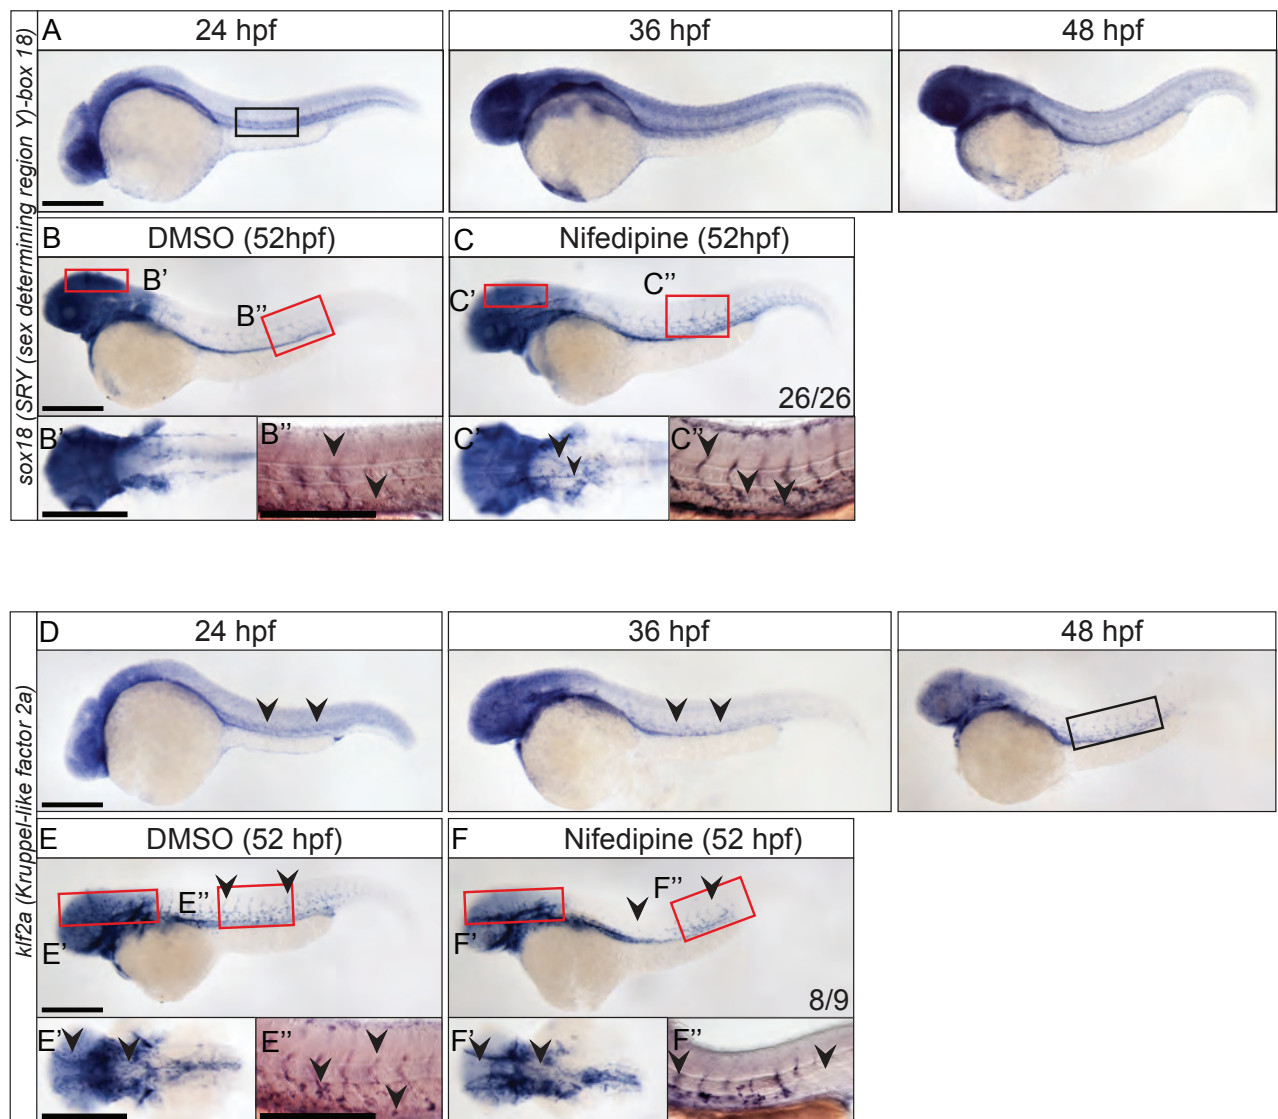 sox18 (SRY (sex determining region Y)-box 18)
A 24 hpf 36 hpf 48 hpf
B DMSO (52hpf) C Nifedipine (52hpf)
B' B'' C' C''
26/26
B' B'' C' C''
klf2a (Kruppel-like factor 2a)
D 24 hpf 36 hpf 48 hpf
E DMSO (52 hpf) F Nifedipine (52 hpf)
E'' F''
E' F'
8/9
E' E'' F' F''